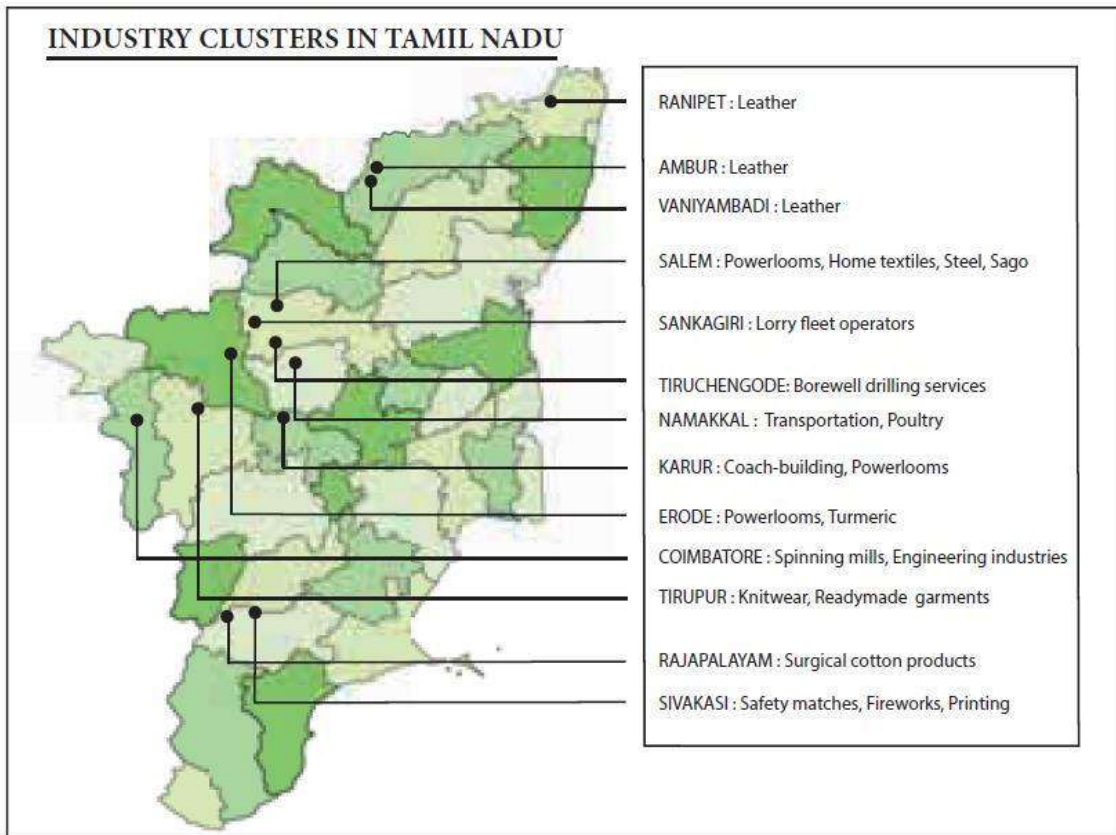 INDUSTRY CLUSTERS IN TAMIL NADU
RANIPET : Leather
AMBUR : Leather
VANIYAMBADI : Leather
SALEM : Powerlooms, Home textiles, Steel, Sago
SANKAGIRI : Lorry fleet operators
TIRUCHENGODE: Borewell drilling services
NAMAKKAL : Transportation, Poultry
KARUR : Coach-building, Powerlooms
ERODE : Powerlooms, Turmeric
COIMBATORE : Spinning mills, Engineering industries
TIRUPUR : Knitwear, Readymade garments
RAJAPALAYAM : Surgical cotton products
SIVAKASI : Safety matches, Fireworks, Printing